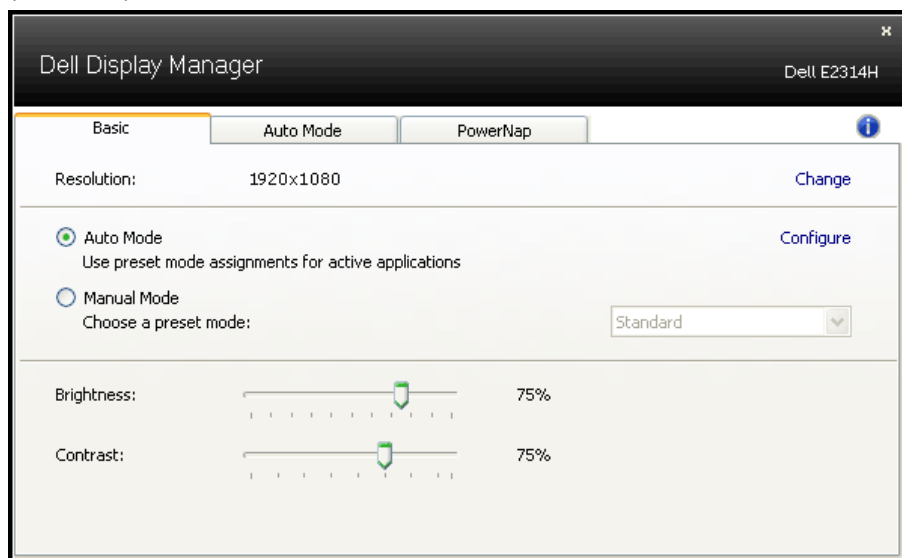 x
Dell Display Manager
Dell E2314H
Basic
Auto Mode
PowerNap
i
Resolution:
1920x1080
Change
Auto Mode
Configure
Use preset mode assignments for active applications
Manual Mode
Choose a preset mode:
Standard
Brightness:
75%
Contrast:
75%